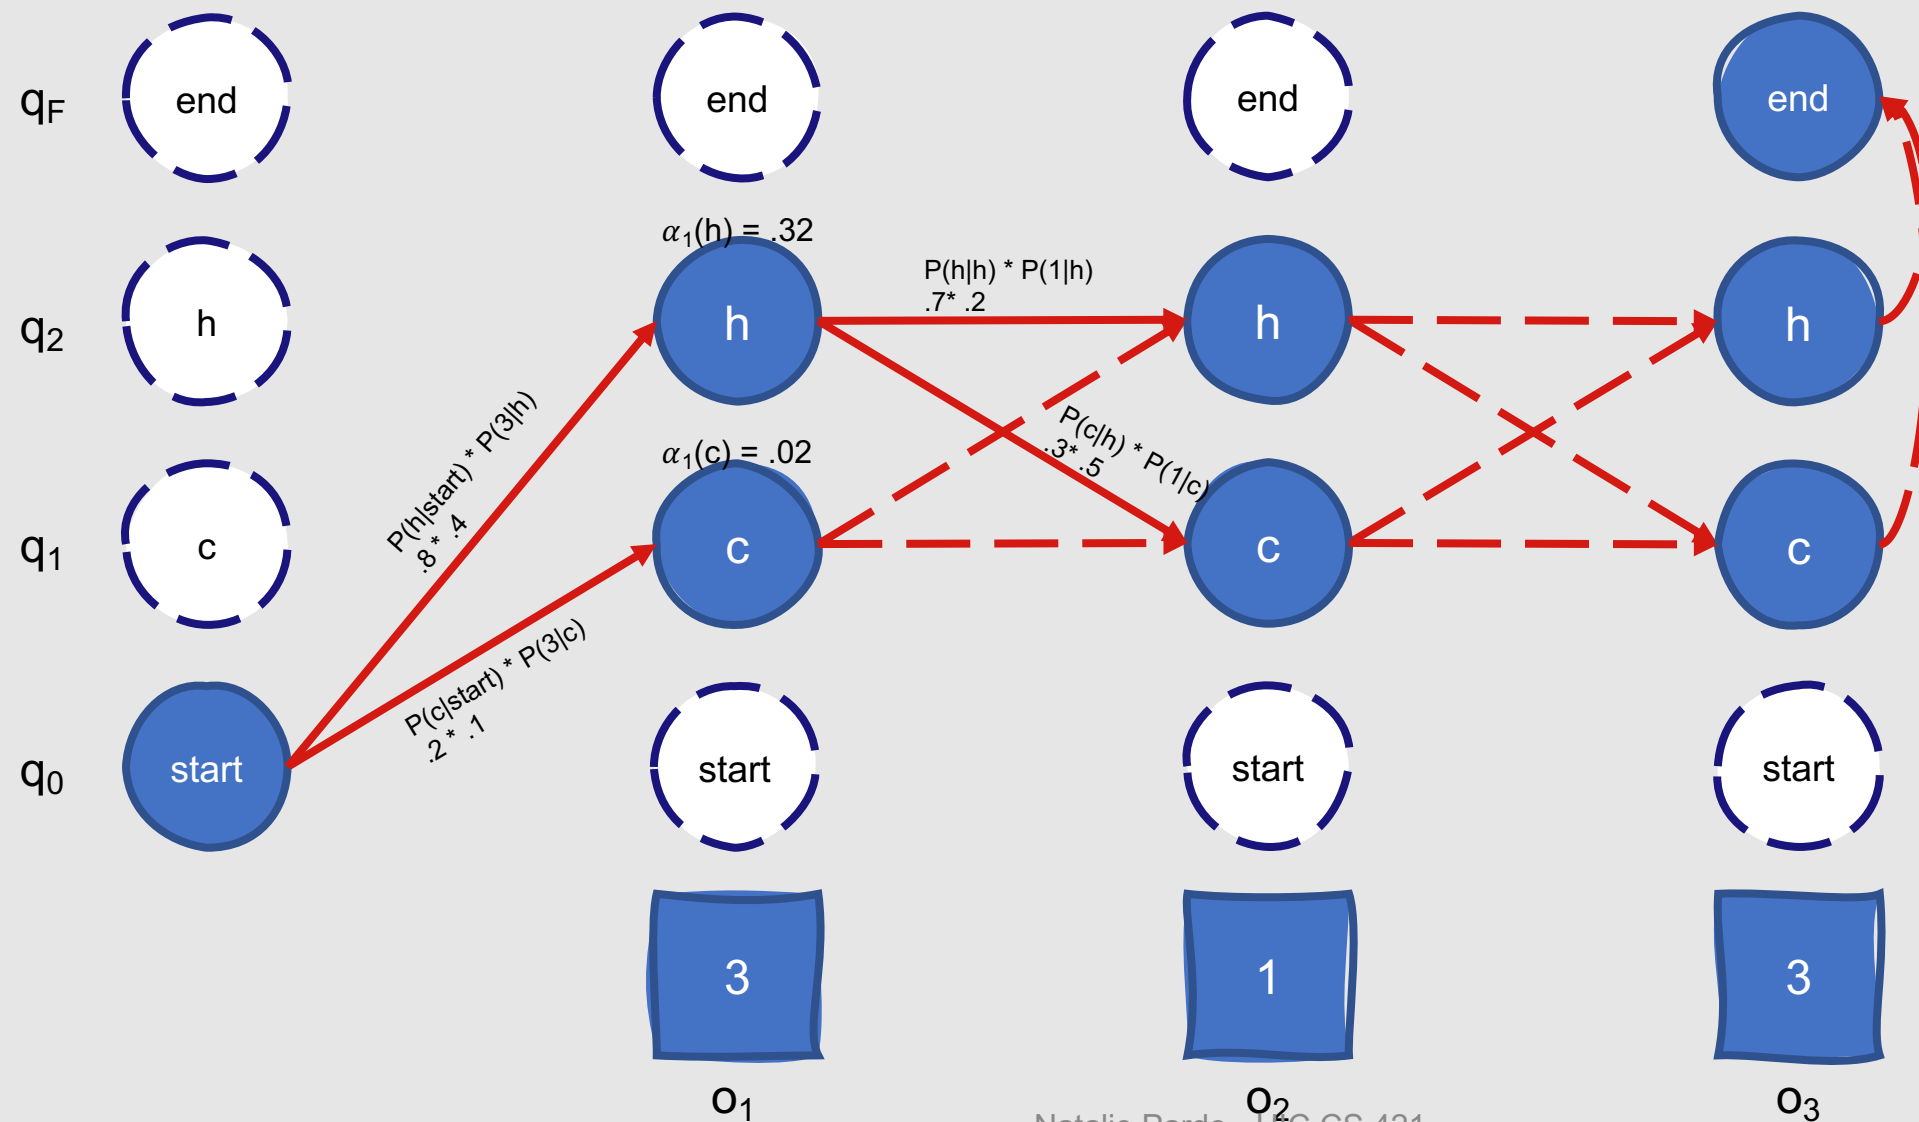 q_F end end end end
α₁(h) = .32
P(h|h) * P(1|h)
.7* .2
q₂ h h h h
P(h|start) * P(3|h)
.8 * .4
α₁(c) = .02
P(c|h) * P(1|c)
.3* .5
q₁ c c c c
P(c|start) * P(3|c)
.2 * .1
q₀ start start start start
3 1 3
o₁ o₂ o₃